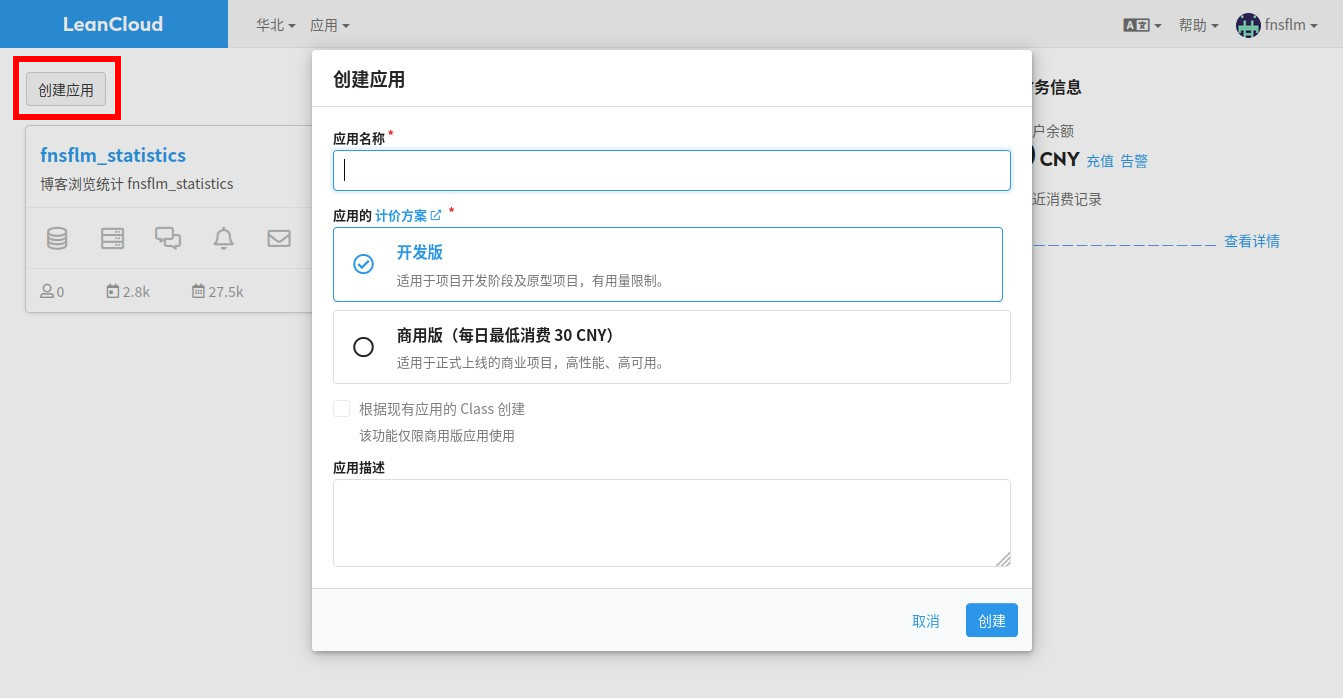 LeanCloud
华北
应用
A文
帮助
fnsflm
创建应用
fnsflm_statistics
博客浏览统计 fnsflm_statistics
0
2.8k
27.5k
创建应用
应用名称 *
应用的 计价方案 *
开发版
适用于项目开发阶段及原型项目，有用量限制。
商用版（每日最低消费 30 CNY）
适用于正式上线的商业项目，高性能、高可用。
根据现有应用的 Class 创建
该功能仅限商用版应用使用
应用描述
取消
创建
务信息
户余额
CNY 充值 告警
近消费记录
查看详情